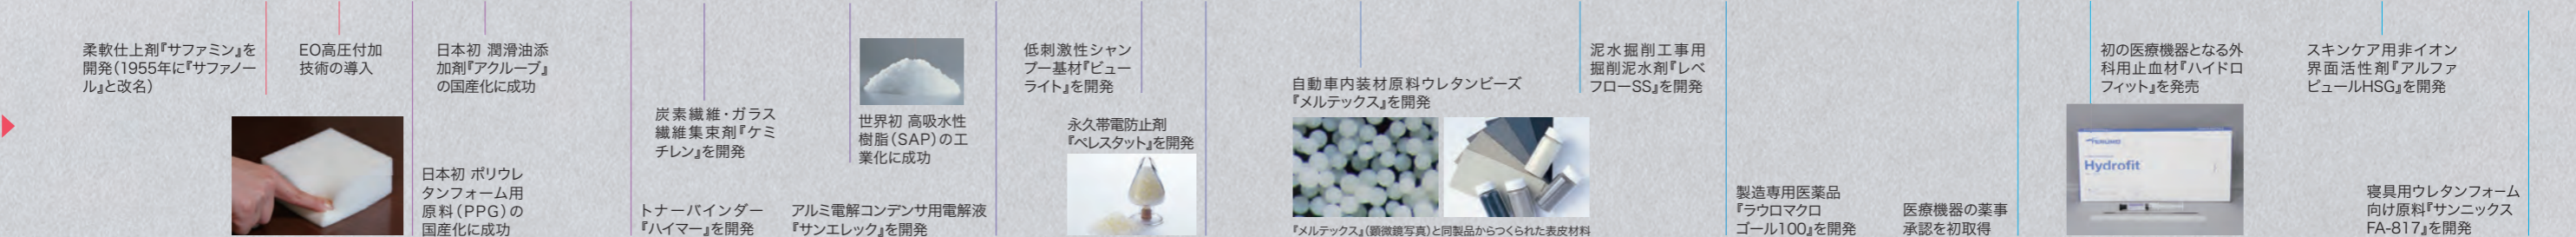 柔軟仕上剤『サファミン』を
開発（1955年に『サファノー
ル』と改名）
EO高圧付加
技術の導入
日本初 潤滑油添
加剤『アクルーブ』
の国産化に成功
日本初 ポリウレ
タンフォーム用
原料（PPG）の
国産化に成功
炭素繊維・ガラス
繊維集束剤『ケミ
チレン』を開発
トナーバインダー
『ハイマー』を開発
世界初 高吸水性
樹脂（SAP）の工
業化に成功
アルミ電解コンデンサ用電解液
『サンエレック』を開発
低刺激性シャン
プー基材『ビュー
ライト』を開発
永久帯電防止剤
『ペレスタット』を開発
自動車内装材原料ウレタンビーズ
『メルテックス』を開発
『メルテックス』（顕微鏡写真）と同製品からつくられた表皮材料
泥水掘削工事用
掘削泥水剤『レベ
フローSS』を開発
製造専用医薬品
『ラウロマクロ
ゴール100』を開発
医療機器の薬事
承認を初取得
初の医療機器となる外
科用止血材『ハイドロ
フィット』を発売
TERUMO
Hydrofit
スキンケア用非イオン
界面活性剤『アルファ
ピュールHSG』を開発
寝具用ウレタンフォーム
向け原料『サンニックス
FA-817』を開発